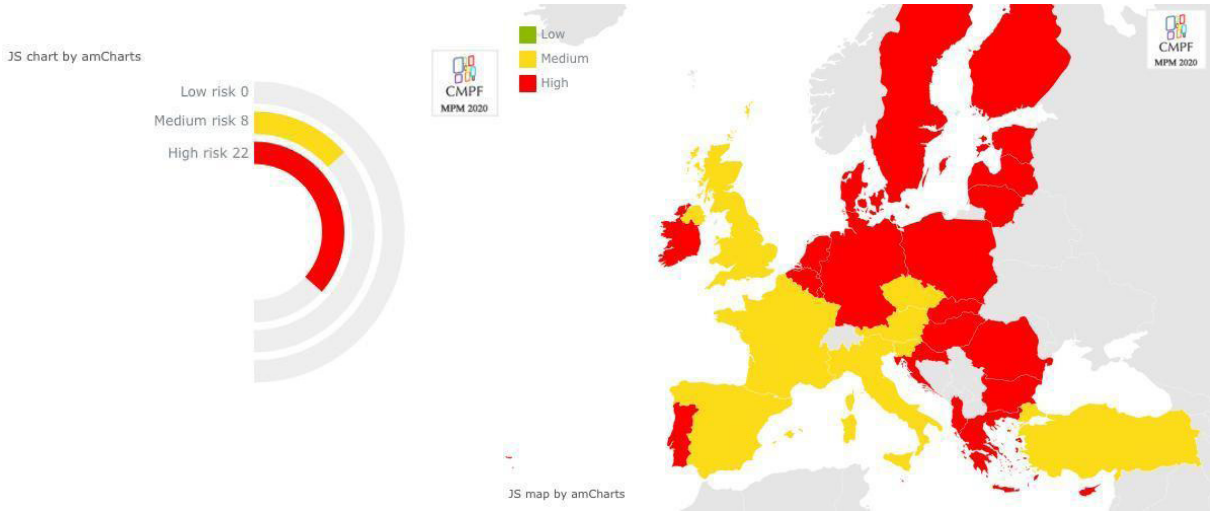 JS chart by amCharts
CMPF
MPM 2020
Low risk 0
Medium risk 8
High risk 22
Low
Medium
High
CMPF
MPM 2020
JS map by amCharts